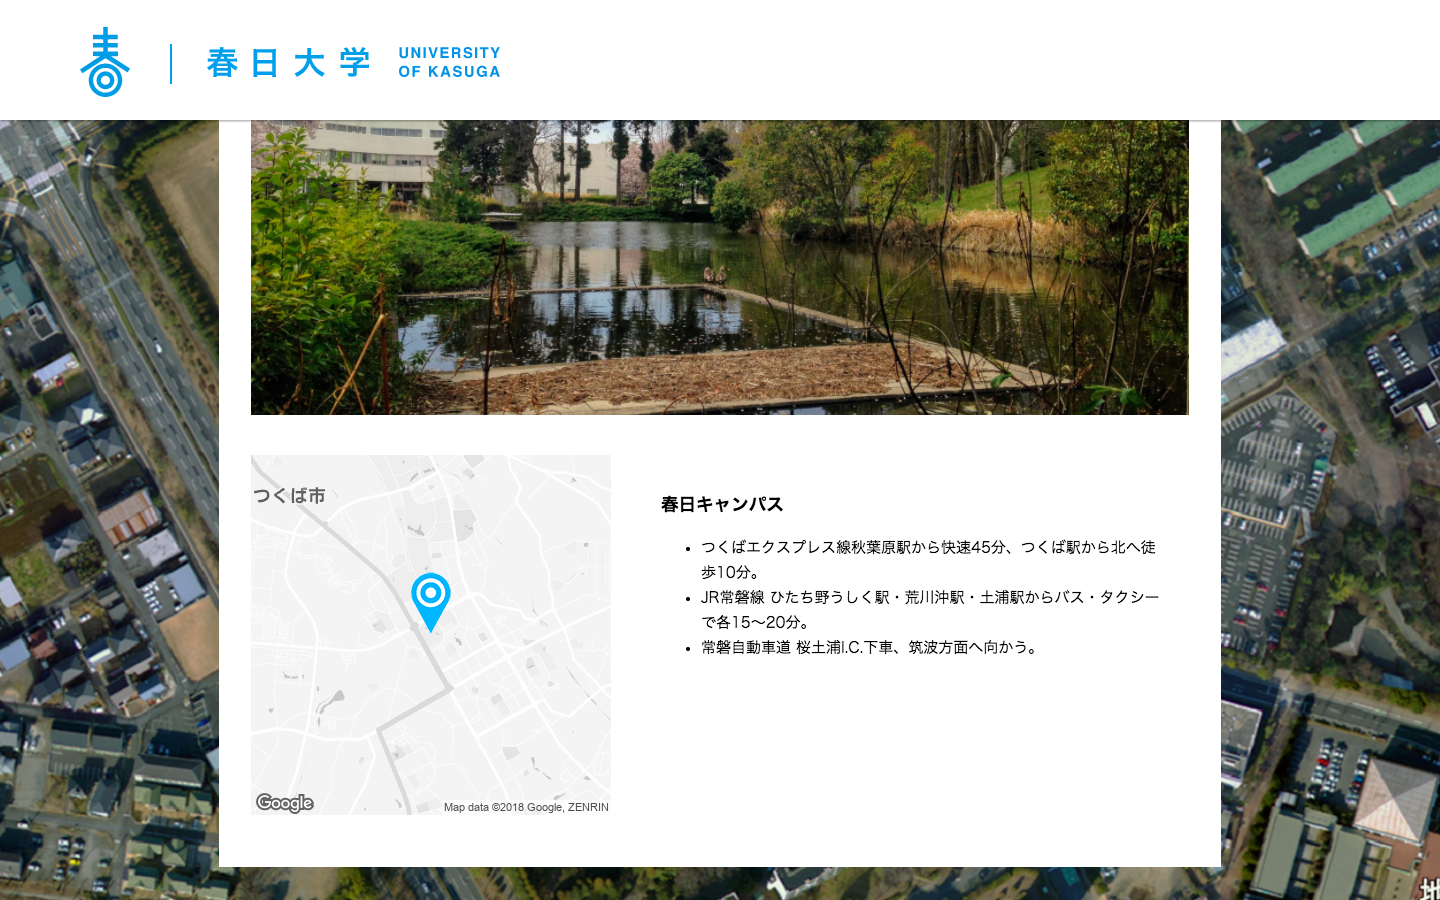 春日大学
UNIVERSITY
OF KASUGA
つくば市
Google
Map data ©2018 Google, ZENRIN
春日キャンパス
つくばエクスプレス線秋葉原駅から快速45分、つくば駅から北へ徒
歩10分。
JR常磐線 ひたち野うしく駅・荒川沖駅・土浦駅からバス・タクシー
で各15〜20分。
常磐自動車道 桜土浦I.C.下車、筑波方面へ向かう。